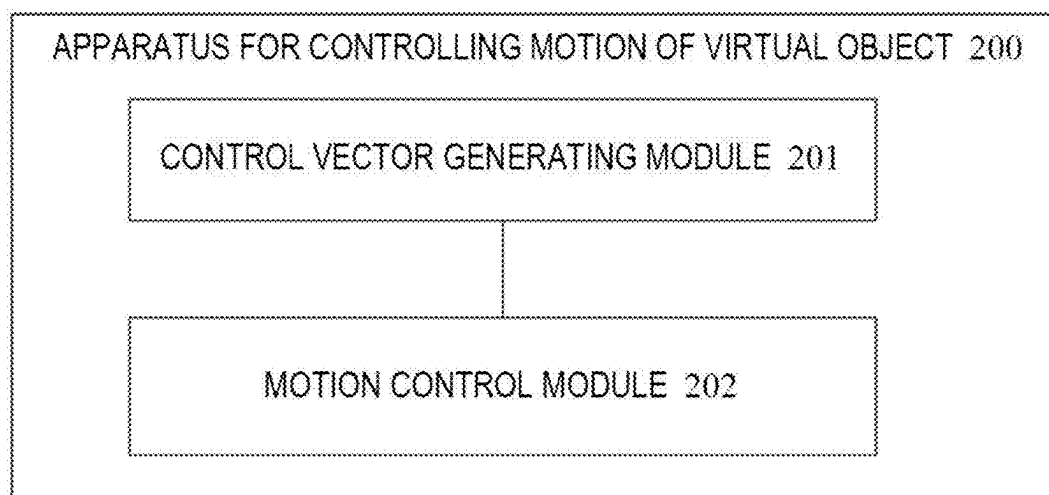 APPARATUS FOR CONTROLLING MOTION OF VIRTUAL OBJECT 200
CONTROL VECTOR GENERATING MODULE 201
MOTION CONTROL MODULE 202